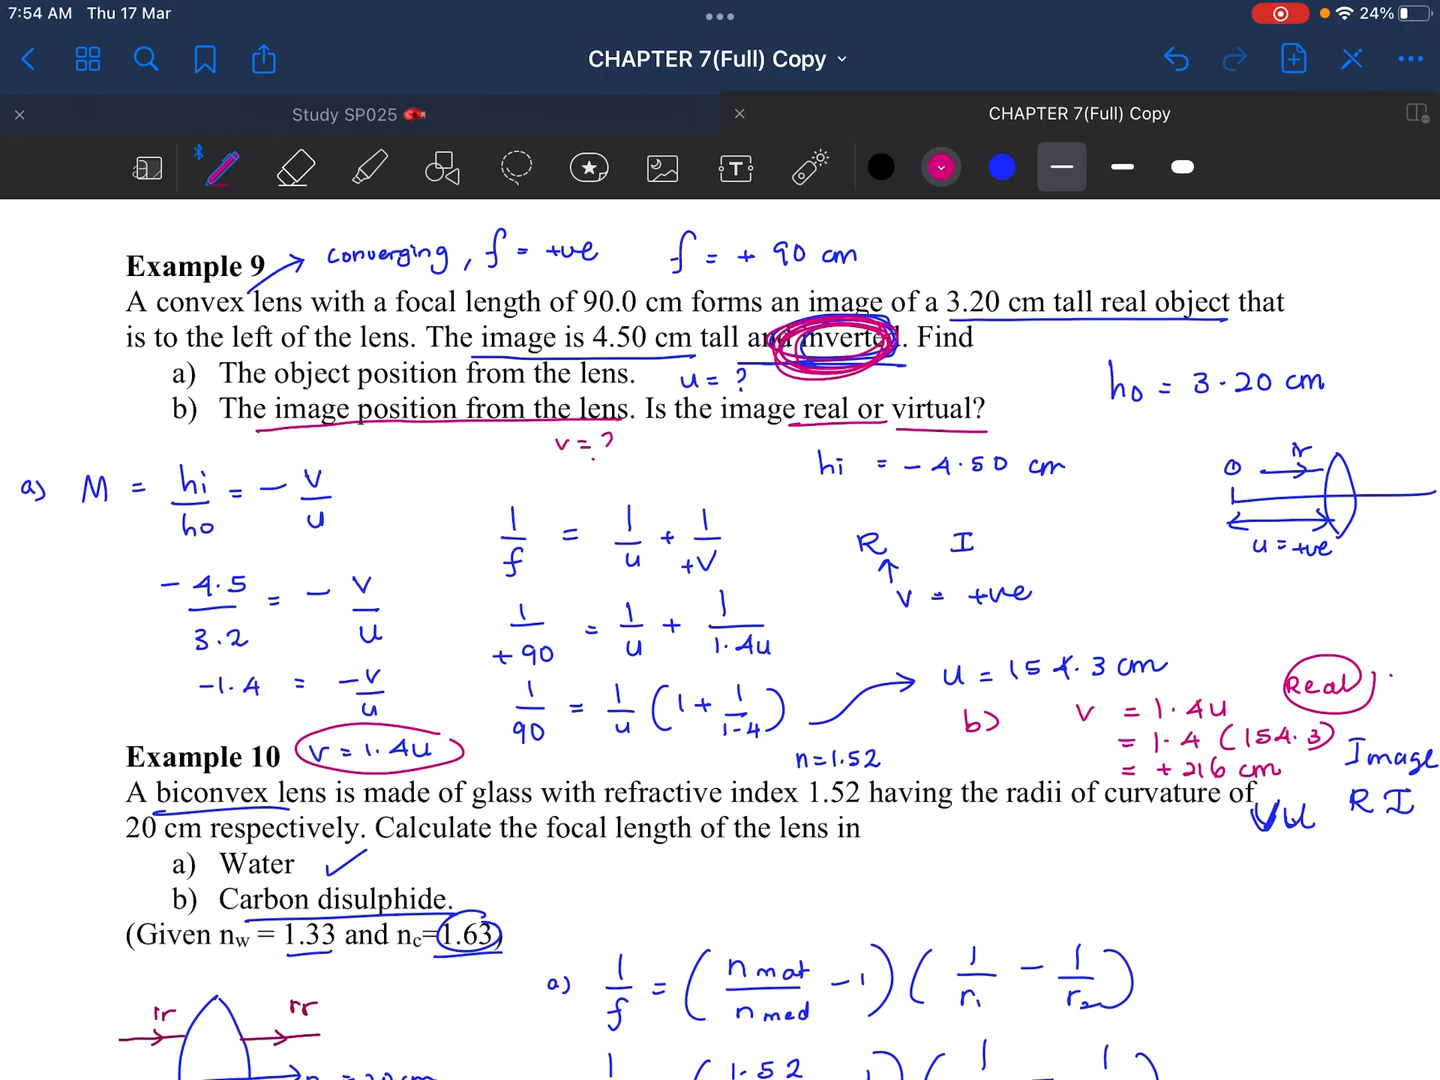 7:54 AM Thu 17 Mar
24%
CHAPTER 7(Full) Copy
Study SP025
CHAPTER 7(Full) Copy
Example 9
converging, f = +ve
f = + 90 cm
A convex lens with a focal length of 90.0 cm forms an image of a 3.20 cm tall real object that
is to the left of the lens. The image is 4.50 cm tall and inverted. Find
a) The object position from the lens.
u = ?
b) The image position from the lens. Is the image real or virtual?
v = ?
ho = 3.20 cm
hi = - 4.50 cm
O
ir
u = +ve
R I
v = +ve
a) M = hi/ho = - v/u
- 4.5/3.2 = - v/u
-1.4 = -v/u
v = 1.4u
1/f = 1/u + 1/+v
1/+90 = 1/u + 1/1.4u
1/90 = 1/u (1 + 1/1.4)
u = 154.3 cm
b) v = 1.4u
= 1.4 (154.3)
= + 216 cm
Real
Image
R I
V U
Example 10
n=1.52
A biconvex lens is made of glass with refractive index 1.52 having the radii of curvature of
20 cm respectively. Calculate the focal length of the lens in
a) Water
b) Carbon disulphide.
(Given nw = 1.33 and nc=1.63)
ir
rr
a) 1/f = (n mat/n med - 1) (1/r1 - 1/r2)